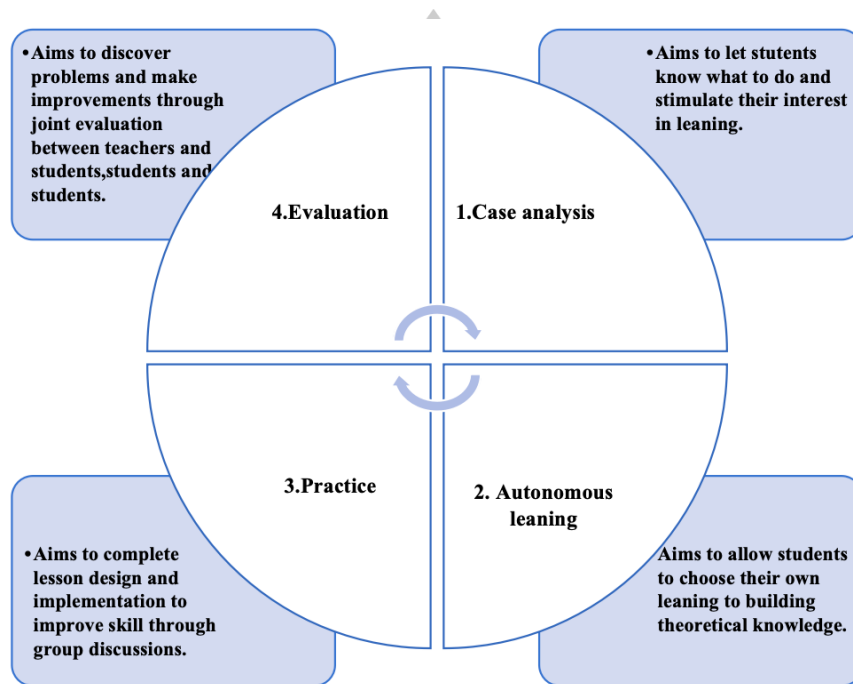 •Aims to discover
problems and make
improvements through
joint evaluation
between teachers and
students,students and
students.
•Aims to let stutents
know what to do and
stimulate their interest
in leaning.
4.Evaluation
1.Case analysis
3.Practice
2. Autonomous
leaning
•Aims to complete
lesson design and
implementation to
improve skill through
group discussions.
Aims to allow students
to choose their own
leaning to building
theoretical knowledge.